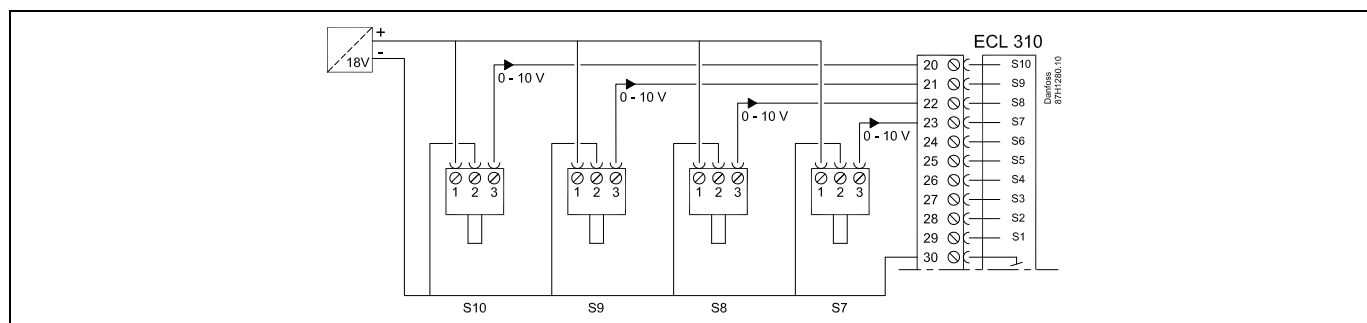 +
-
18V
ECL 310
0 - 10 V
0 - 10 V
0 - 10 V
0 - 10 V
20 S10
21 S9
22 S8
23 S7
24 S6
25 S5
26 S4
27 S3
28 S2
29 S1
30
Danfoss
87H1280.10
1 2 3
1 2 3
1 2 3
1 2 3
S10 S9 S8 S7